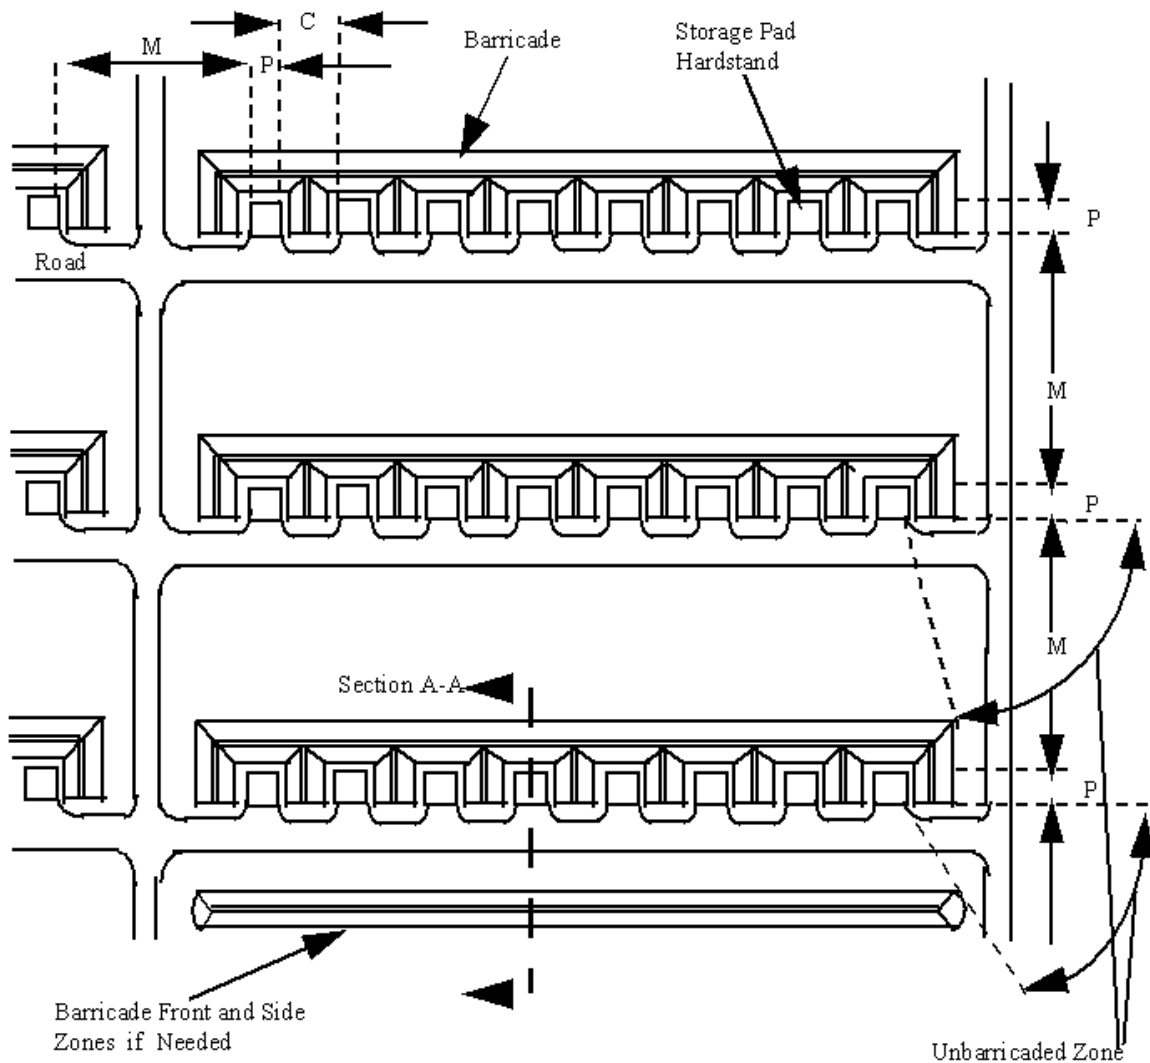 C
M
P
Barricade
Storage Pad
Hardstand
P
Road
M
P
M
Section A-A
P
Barricade Front and Side
Zones if Needed
Unbarricaded Zone